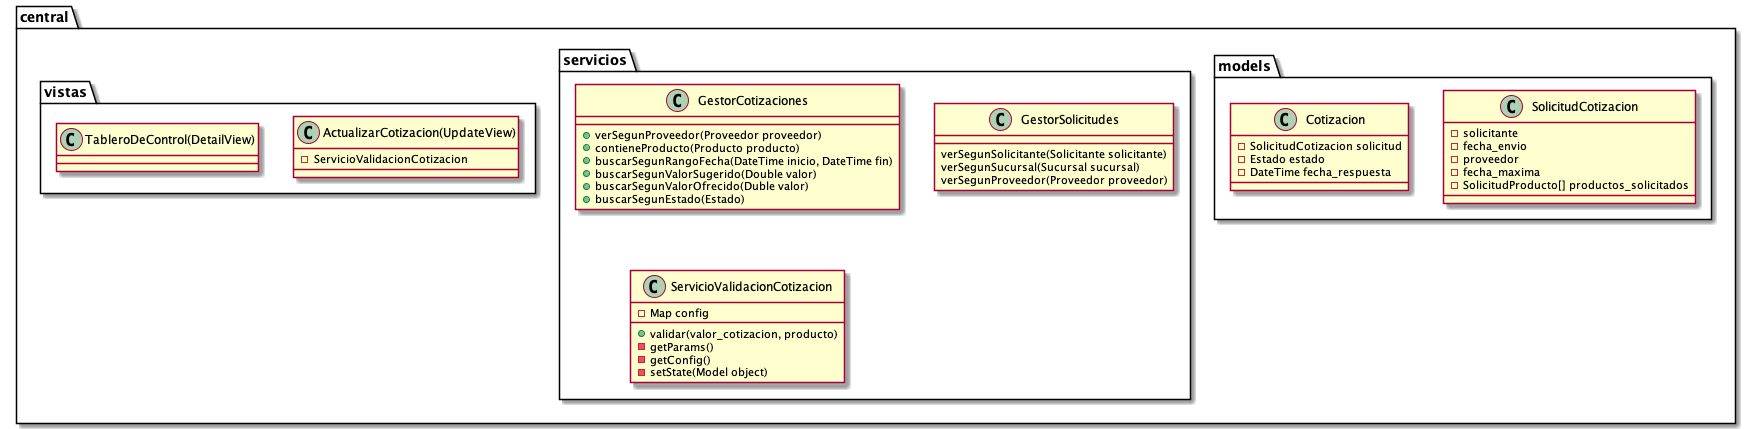 central
vistas
C TableroDeControl(DetailView)
C ActualizarCotizacion(UpdateView)
ServicioValidacionCotizacion
servicios
C GestorCotizaciones
verSegunProveedor(Proveedor proveedor)
contieneProducto(Producto producto)
buscarSegunRangoFecha(DateTime inicio, DateTime fin)
buscarSegunValorSugerido(Double valor)
buscarSegunValorOfrecido(Duble valor)
buscarSegunEstado(Estado)
C GestorSolicitudes
verSegunSolicitante(Solicitante solicitante)
verSegunSucursal(Sucursal sucursal)
verSegunProveedor(Proveedor proveedor)
C ServicioValidacionCotizacion
Map config
validar(valor_cotizacion, producto)
getParams()
getConfig()
setState(Model object)
models
C Cotizacion
SolicitudCotizacion solicitud
Estado estado
DateTime fecha_respuesta
C SolicitudCotizacion
solicitante
fecha_envio
proveedor
fecha_maxima
SolicitudProducto[] productos_solicitados